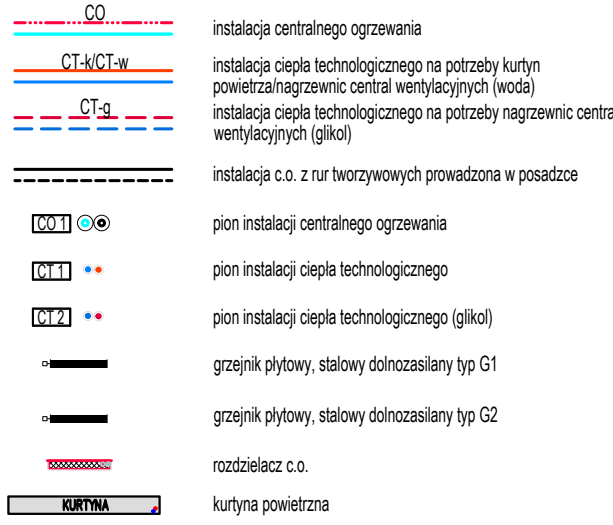 CO
instalacja centralnego ogrzewania
CT-k/CT-w
instalacja ciepła technologicznego na potrzeby kurtyn
powietrza/nagrzewnic central wentylacyjnych (woda)
CT-g
instalacja ciepła technologicznego na potrzeby nagrzewnic centra
wentylacyjnych (glikol)
instalacja c.o. z rur tworzywowych prowadzona w posadzce
CO 1
pion instalacji centralnego ogrzewania
CT 1
pion instalacji ciepła technologicznego
CT 2
pion instalacji ciepła technologicznego (glikol)
grzejnik płytowy, stalowy dolnozasilany typ G1
grzejnik płytowy, stalowy dolnozasilany typ G2
rozdzielacz c.o.
KURTYNA
kurtyna powietrzna